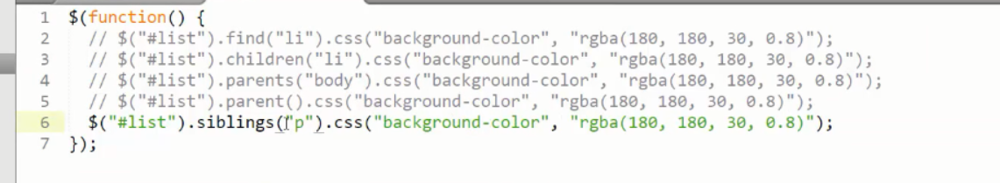 1 $(function() {
2 // $("#list").find("li").css("background-color", "rgba(180, 180, 30, 0.8)");
3 // $("#list").children("li").css("background-color", "rgba(180, 180, 30, 0.8)");
4 // $("#list").parents("body").css("background-color", "rgba(180, 180, 30, 0.8)");
5 // $("#list").parent().css("background-color", "rgba(180, 180, 30, 0.8)");
6 $("#list").siblings("p").css("background-color", "rgba(180, 180, 30, 0.8)");
7 });